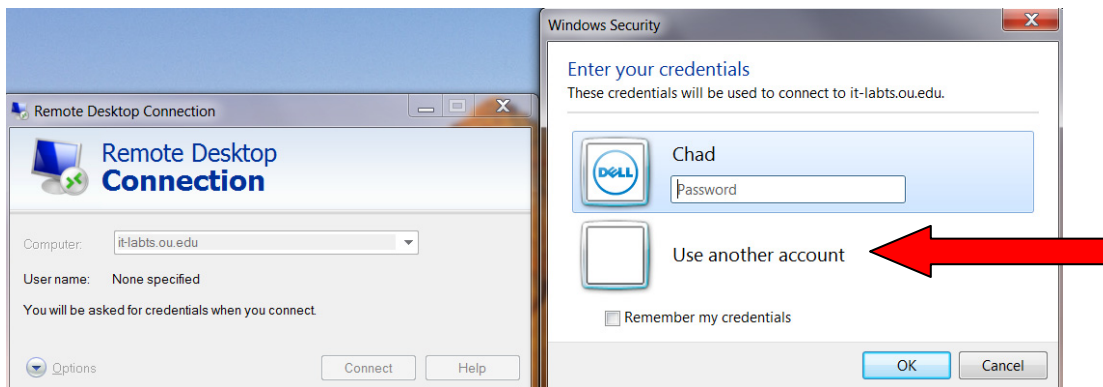 Remote Desktop Connection
Remote Desktop
Connection
Computer:
it-labts.ou.edu
User name: None specified
You will be asked for credentials when you connect.
Options
Connect
Help
Windows Security
Enter your credentials
These credentials will be used to connect to it-labts.ou.edu.
DELL
Chad
Password
Use another account
Remember my credentials
OK
Cancel